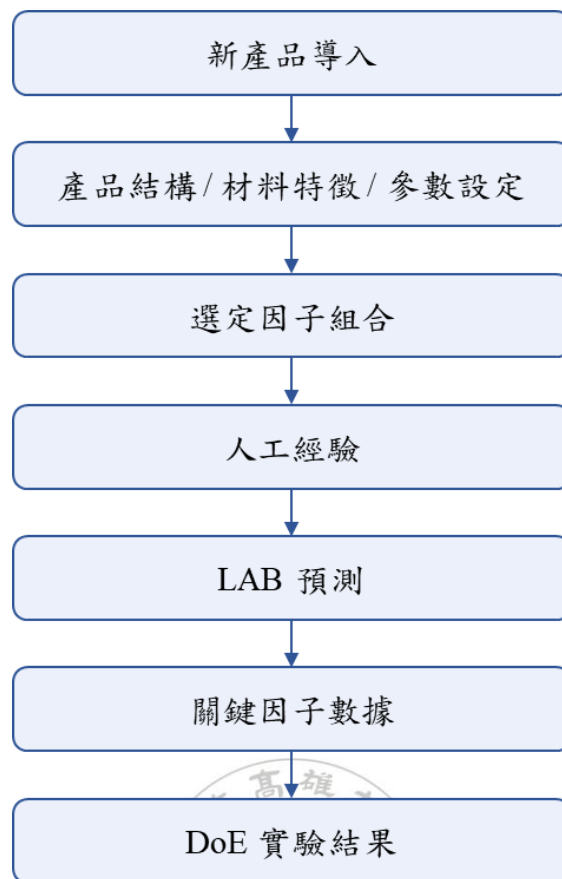 新產品導入
產品結構/材料特徵/參數設定
選定因子組合
人工經驗
LAB 預測
關鍵因子數據
高雄
DoE 實驗結果